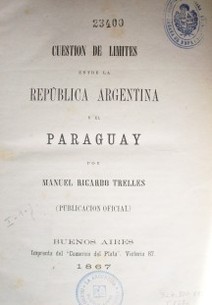 23400
CUESTION DE LIMITES
ENTRE LA
REPÚBLICA ARGENTINA
Y EL
PARAGUAY
POR
MANUEL RICARDO TRELLES
(PUBLICACION OFICIAL)
BUENOS AIRES
Imprenta del "Comercio del Plata", Victoria 87
1867